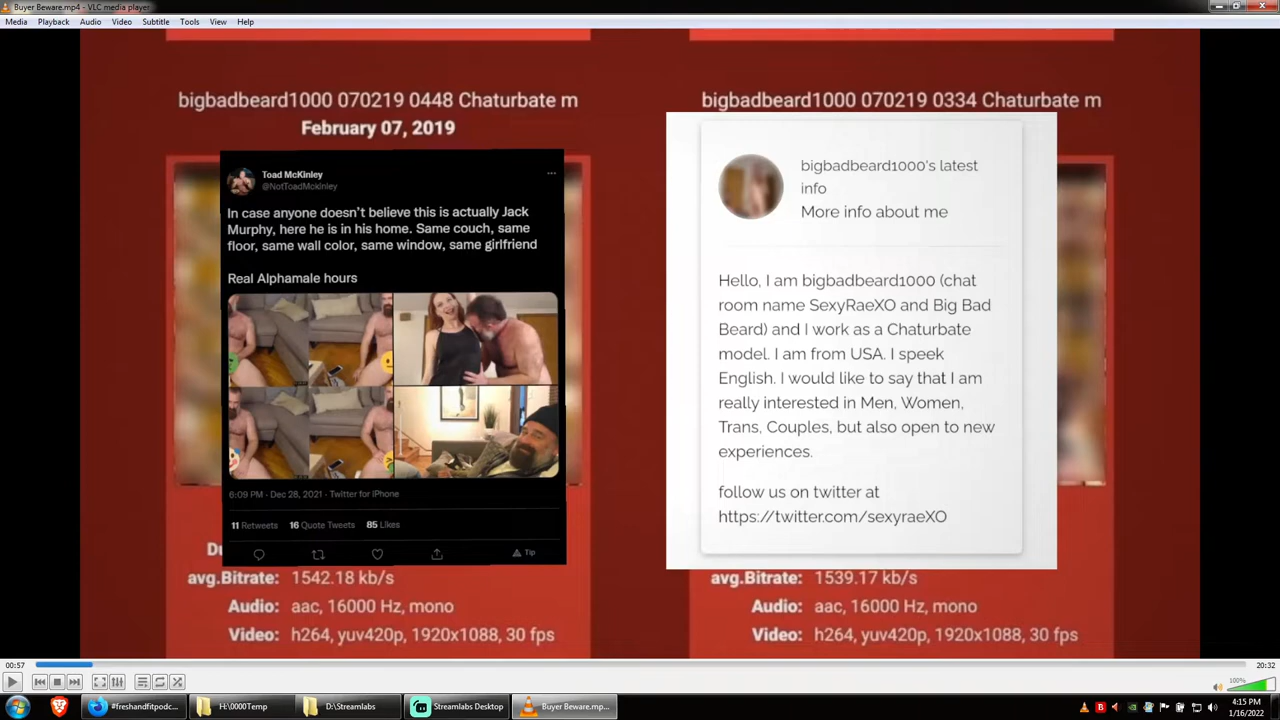 Buyer Beware.mp4 - VLC media player
Media Playback Audio Video Subtitle Tools View Help
bigbadbeard1000 070219 0448 Chaturbate m
February 07, 2019
bigbadbeard1000 070219 0334 Chaturbate m
Toad McKinley
@NotToadMckinley
In case anyone doesn't believe this is actually Jack
Murphy, here he is in his home. Same couch, same
floor, same wall color, same window, same girlfriend
Real Alphamale hours
6:09 PM · Dec 28, 2021 · Twitter for iPhone
11 Retweets 16 Quote Tweets 85 Likes
Tip
bigbadbeard1000's latest
info
More info about me
Hello, I am bigbadbeard1000 (chat
room name SexyRaeXO and Big Bad
Beard) and I work as a Chaturbate
model. I am from USA. I speek
English. I would like to say that I am
really interested in Men, Women,
Trans, Couples, but also open to new
experiences.
follow us on twitter at
https://twitter.com/sexyraeXO
avg.Bitrate: 1542.18 kb/s
Audio: aac, 16000 Hz, mono
Video: h264, yuv420p, 1920x1088, 30 fps
avg.Bitrate: 1539.17 kb/s
Audio: aac, 16000 Hz, mono
Video: h264, yuv420p, 1920x1088, 30 fps
00:57
20:32
100%
#freshandfitpodc...
H:\0000Temp
D:\Streamlabs
Streamlabs Desktop
Buyer Beware.mp...
4:15 PM
1/16/2022